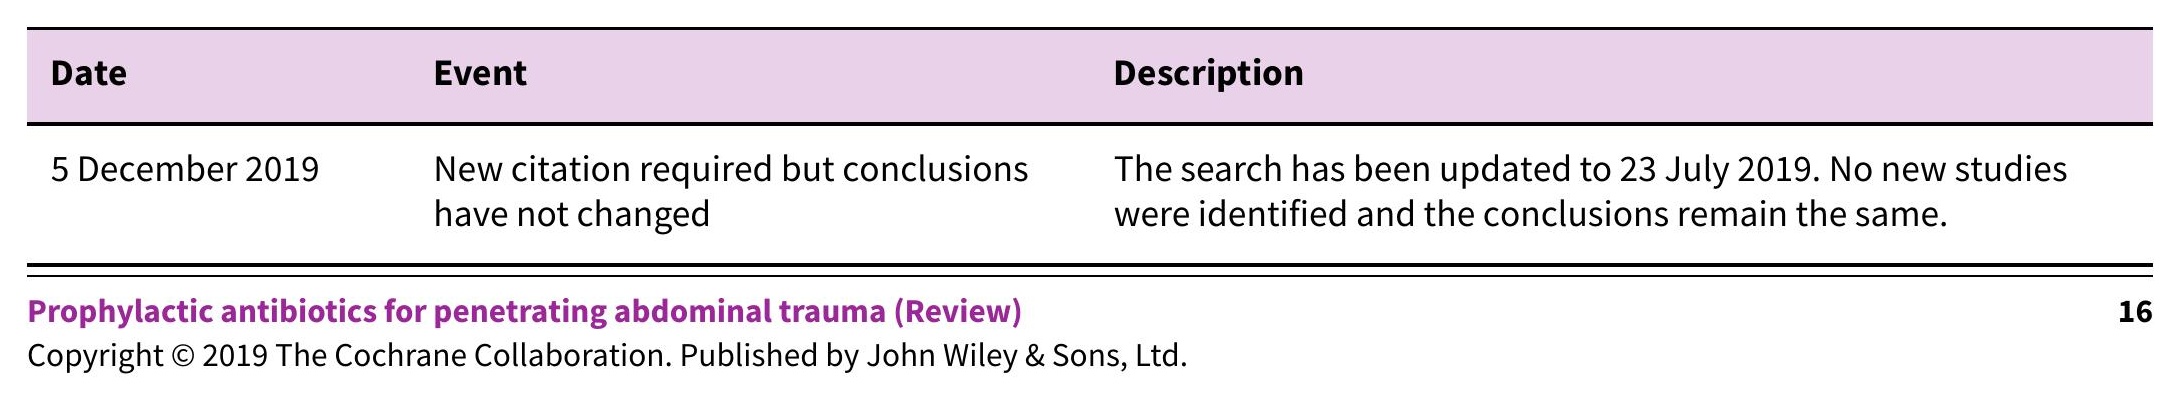 Date Event Description
5 December 2019 New citation required but conclusions The search has been updated to 23 July 2019. No new studies
have not changed were identified and the conclusions remain the same.
Prophylactic antibiotics for penetrating abdominal trauma (Review) 16
Copyright © 2019 The Cochrane Collaboration. Published by John Wiley & Sons, Ltd.